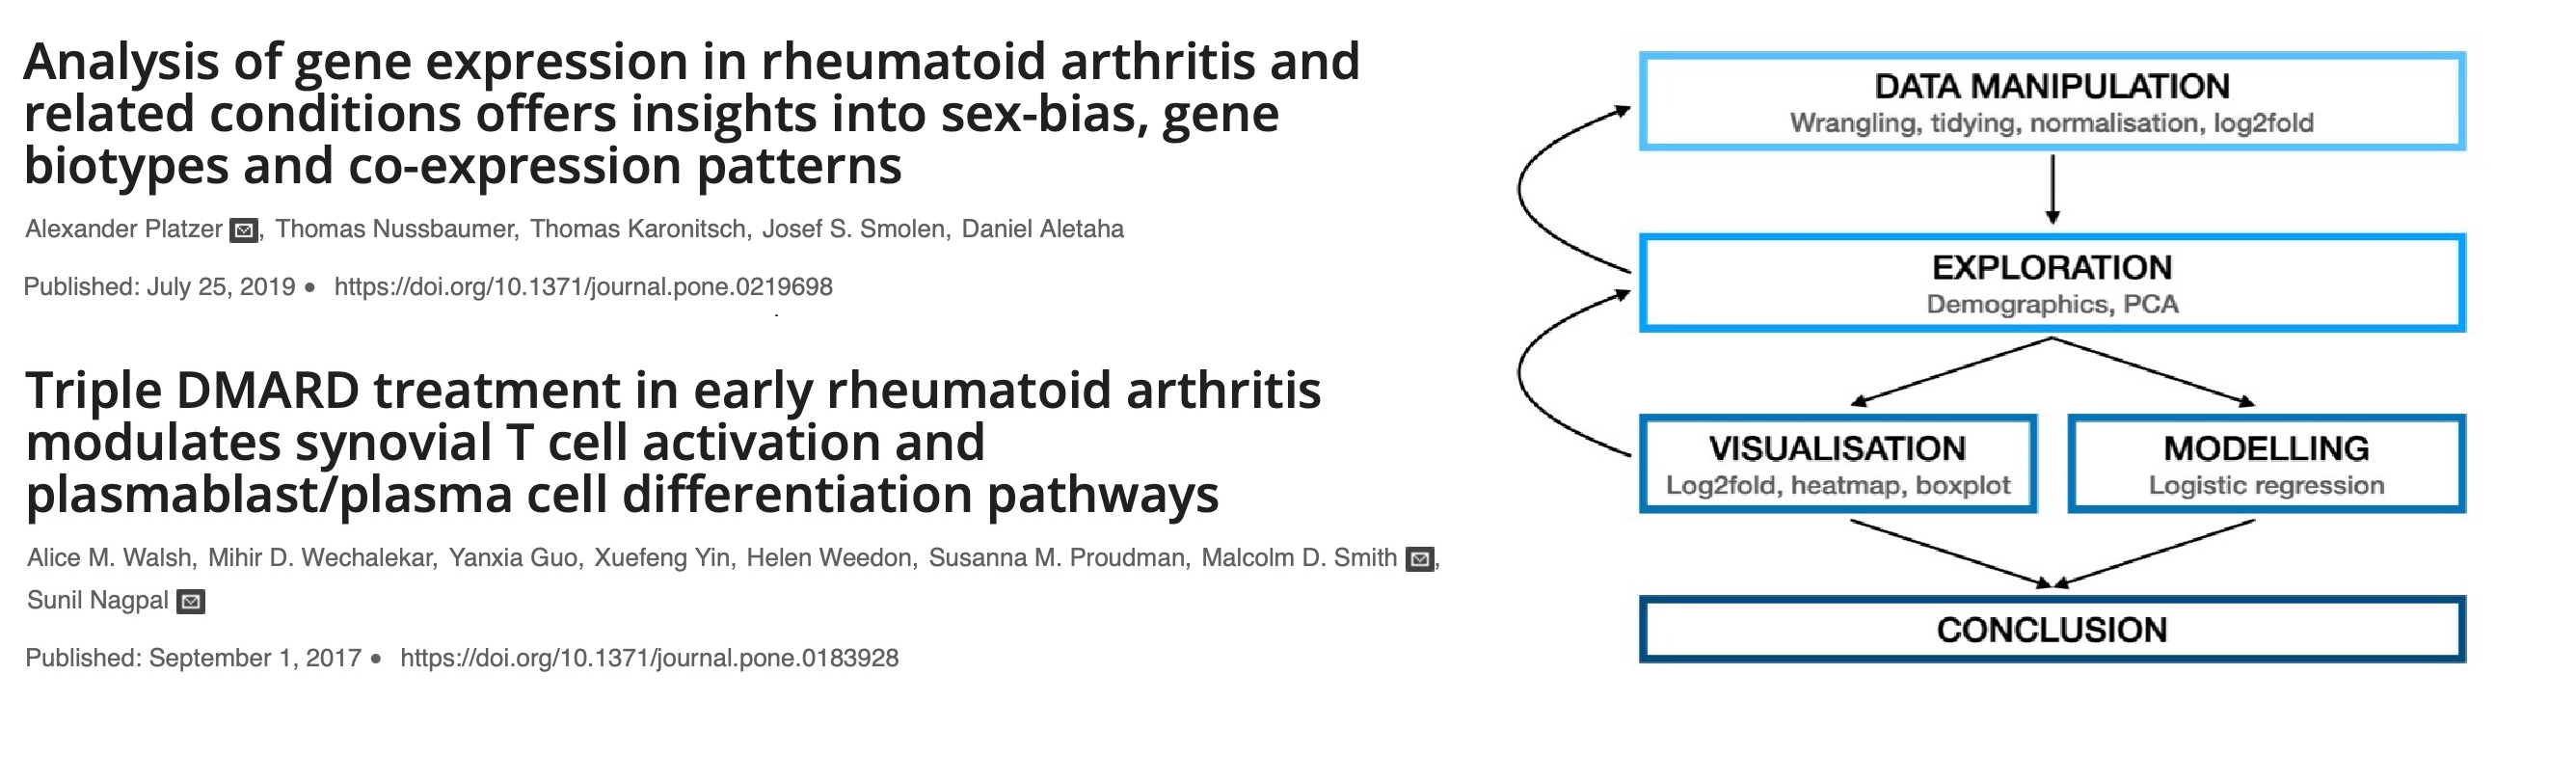 Analysis of gene expression in rheumatoid arthritis and
related conditions offers insights into sex-bias, gene
biotypes and co-expression patterns
Alexander Platzer, Thomas Nussbaumer, Thomas Karonitsch, Josef S. Smolen, Daniel Aletaha
Published: July 25, 2019 • https://doi.org/10.1371/journal.pone.0219698
Triple DMARD treatment in early rheumatoid arthritis
modulates synovial T cell activation and
plasmablast/plasma cell differentiation pathways
Alice M. Walsh, Mihir D. Wechalekar, Yanxia Guo, Xuefeng Yin, Helen Weedon, Susanna M. Proudman, Malcolm D. Smith,
Sunil Nagpal
Published: September 1, 2017 • https://doi.org/10.1371/journal.pone.0183928
DATA MANIPULATION
Wrangling, tidying, normalisation, log2fold
EXPLORATION
Demographics, PCA
VISUALISATION
Log2fold, heatmap, boxplot
MODELLING
Logistic regression
CONCLUSION